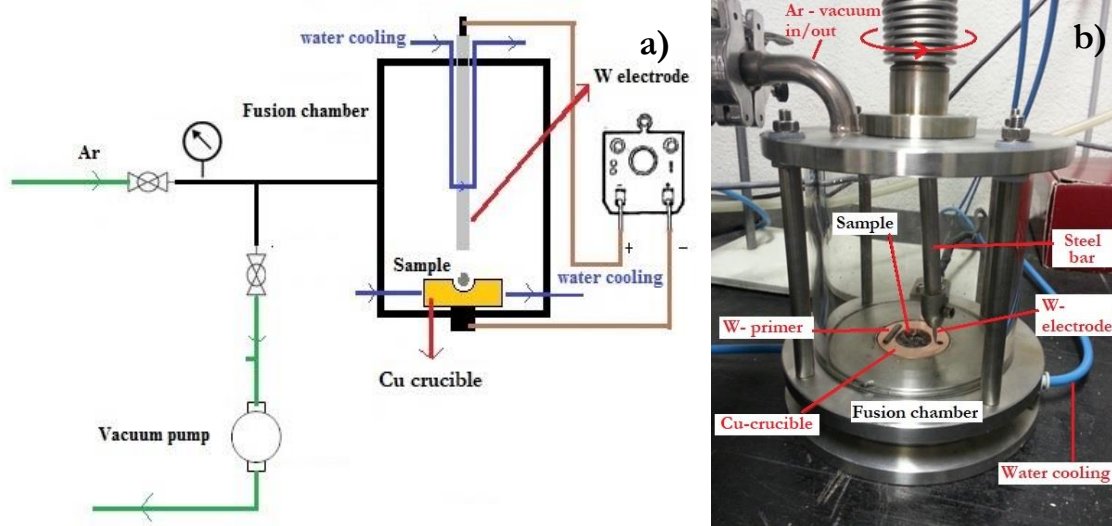 a)
water cooling
W electrode
Fusion chamber
Ar
+
−
Sample
water cooling
Cu crucible
Vacuum pump
b)
Ar - vacuum
in/out
Sample
Steel
bar
W- primer
W-
electrode
Fusion chamber
Cu-crucible
Water cooling